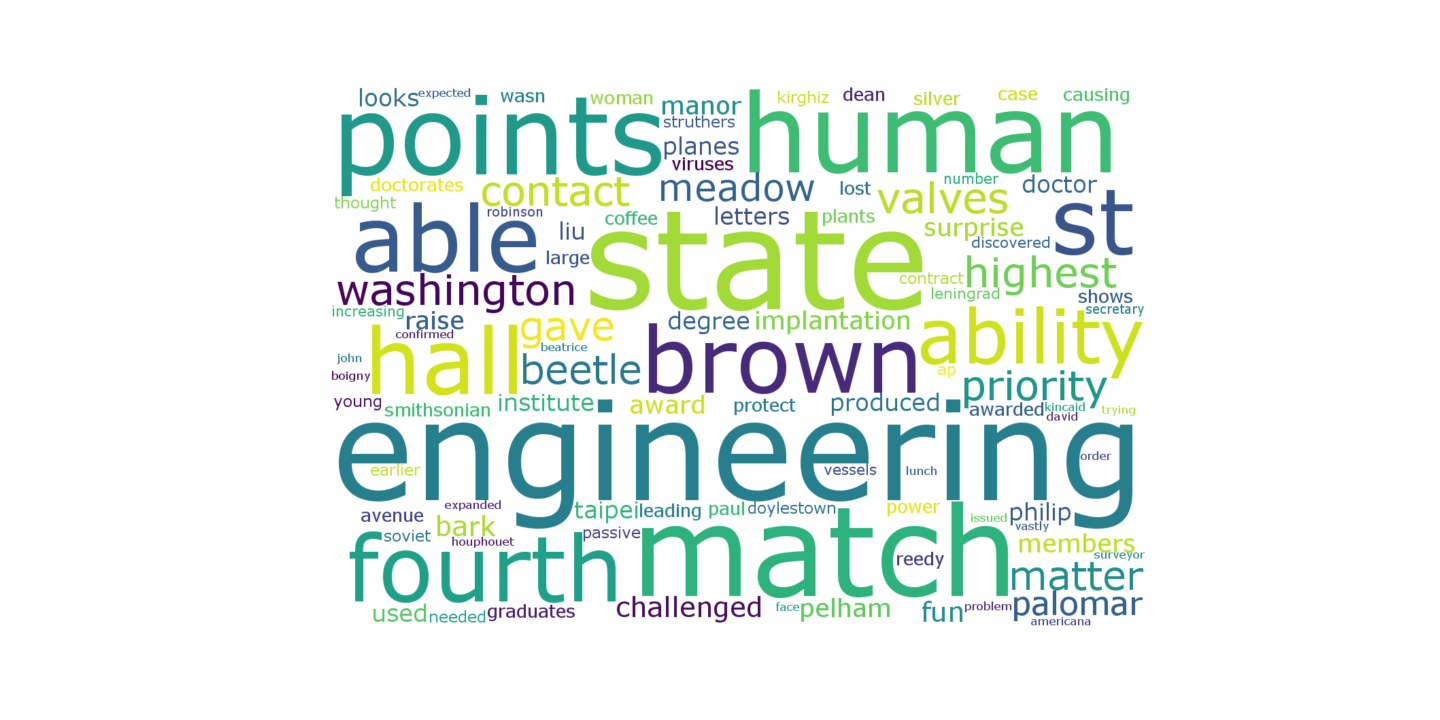 looks expected wasn woman manor kirghiz dean silver case causing
points struthers human
planes
viruses
doctorates contact meadow lost valves number doctor
thought able robinson coffee letters plants surprise st
liu state discovered
large contract highest
washington leningrad shows
increasing raise gave degree implantation ability secretary
hall confirmed brown
john beatrice beetle ap priority
boigny
young smithsonian institute award protect produced awarded kincaid trying
david
engineering
earlier vessels lunch order
expanded taipei leading paul doylestown power issued philip
avenue bark match vastly
soviet houphouet passive members
fourth reedy surveyor
matter
used needed graduates challenged face pelham fun problem palomar
americana